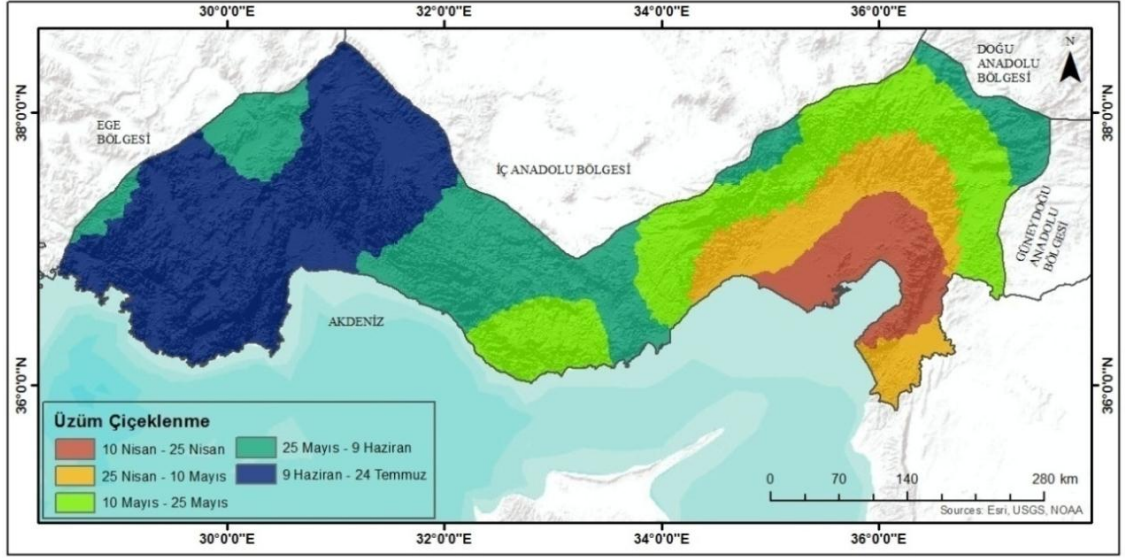 30°0'0"E 32°0'0"E 34°0'0"E 36°0'0"E
N
DOĞU
ANADOLU
BÖLGESİ
38°0'0"N
38°0'0"N
EGE
BÖLGESİ
İÇ ANADOLU BÖLGESİ
GÜNEYDOĞU
ANADOLU
BÖLGESİ
AKDENİZ
36°0'0"N
36°0'0"N
Üzüm Çiçeklenme
10 Nisan - 25 Nisan
25 Nisan - 10 Mayıs
10 Mayıs - 25 Mayıs
25 Mayıs - 9 Haziran
9 Haziran - 24 Temmuz
0 70 140 280 km
Sources: Esri, USGS, NOAA
30°0'0"E 32°0'0"E 34°0'0"E 36°0'0"E